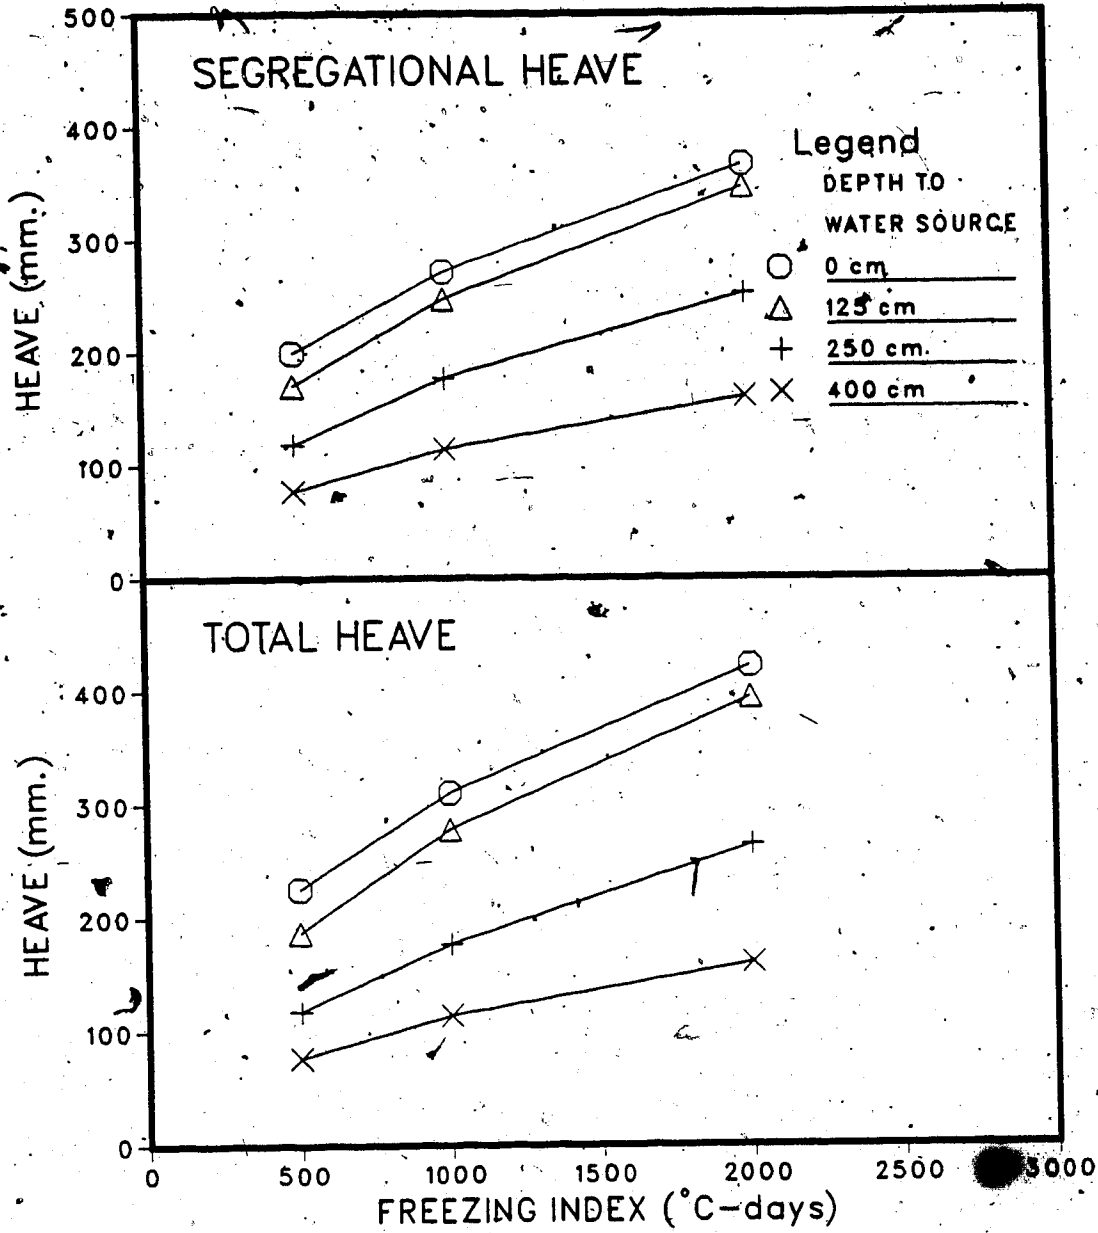 500
SEGREGATIONAL HEAVE
400
Legend
DEPTH TO
WATER SOURCE
300
0 cm
125 cm
200
250 cm.
400 cm
100
0
HEAVE (mm.)
TOTAL HEAVE
400
300
200
100
0
HEAVE (mm.)
0 500 1000 1500 2000 2500 3000
FREEZING INDEX (°C-days)